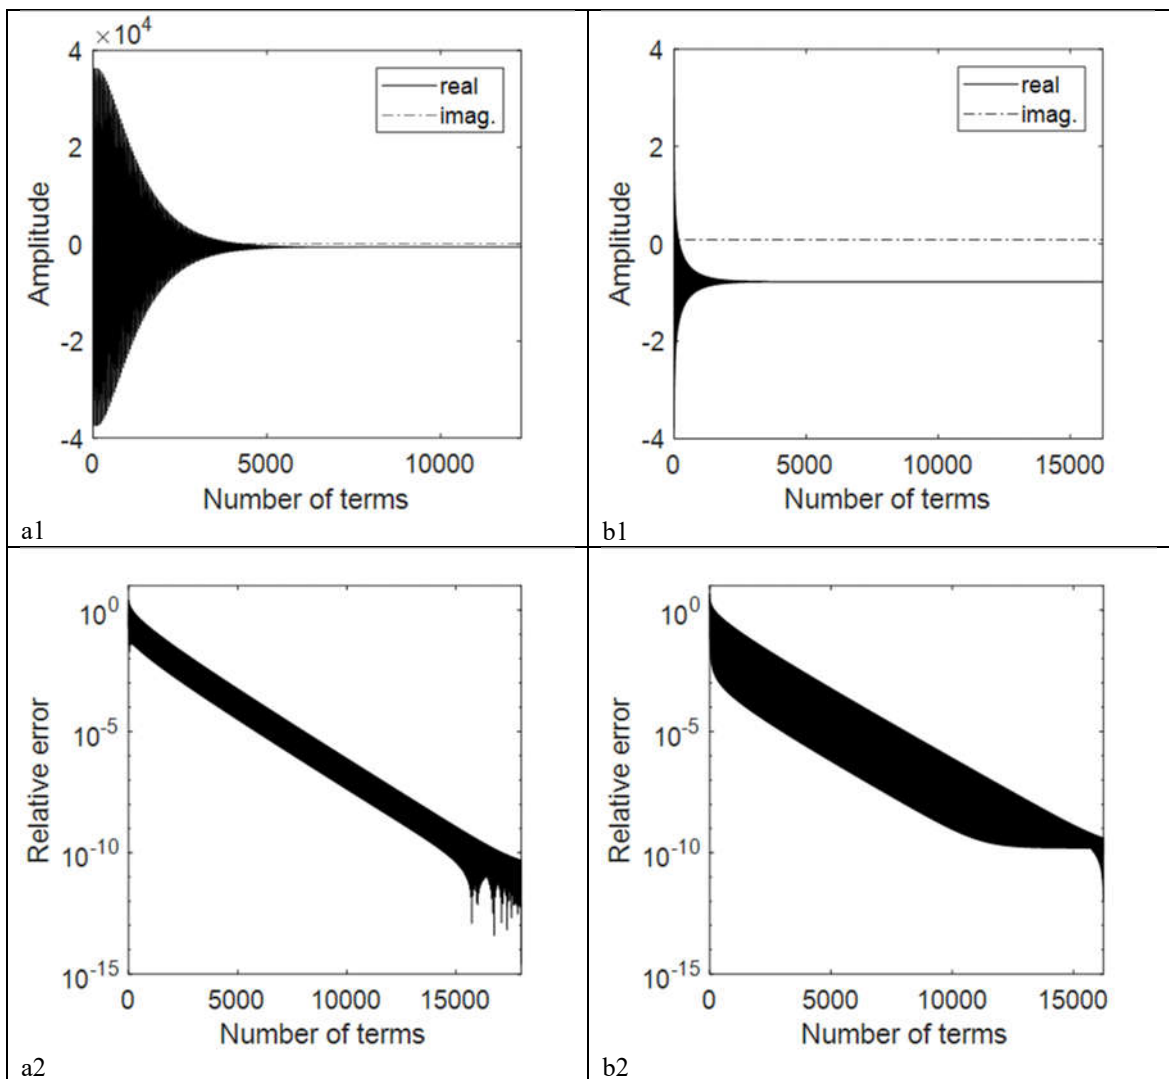 ×10⁴
4
2
0
-2
-4
Amplitude
real
imag.
0 5000 10000
Number of terms
a1
4
2
0
-2
-4
Amplitude
real
imag.
0 5000 10000 15000
Number of terms
b1
10⁰
10⁻⁵
10⁻¹⁰
10⁻¹⁵
Relative error
0 5000 10000 15000
Number of terms
a2
10⁰
10⁻⁵
10⁻¹⁰
10⁻¹⁵
Relative error
0 5000 10000 15000
Number of terms
b2